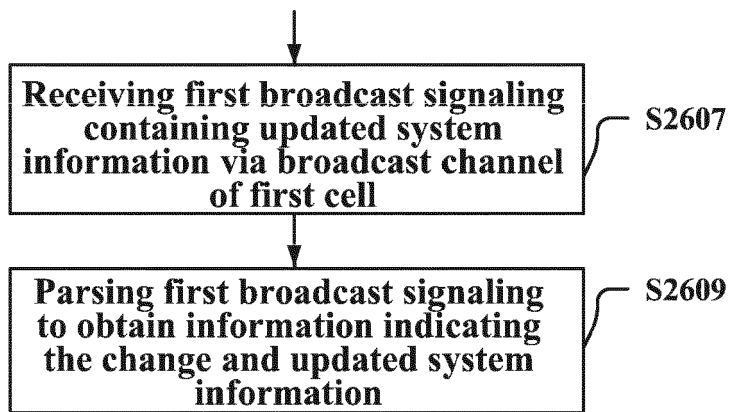 Receiving first broadcast signaling
containing updated system
information via broadcast channel
of first cell
S2607
Parsing first broadcast signaling
to obtain information indicating
the change and updated system
information
S2609